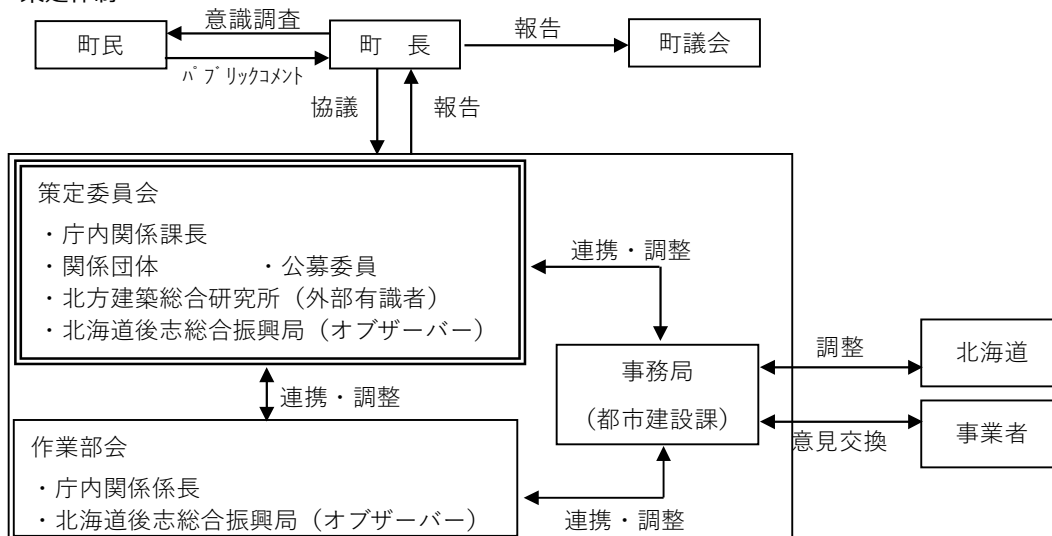 意識調査
町民
町　長
報告
町議会
ﾊﾟﾌﾞﾘｯｸｺﾒﾝﾄ
協議
報告
策定委員会
・庁内関係課長
・関係団体　　　・公募委員
・北方建築総合研究所（外部有識者）
・北海道後志総合振興局（オブザーバー）
連携・調整
事務局
（都市建設課）
調整
北海道
意見交換
事業者
連携・調整
作業部会
・庁内関係係長
・北海道後志総合振興局（オブザーバー）
連携・調整